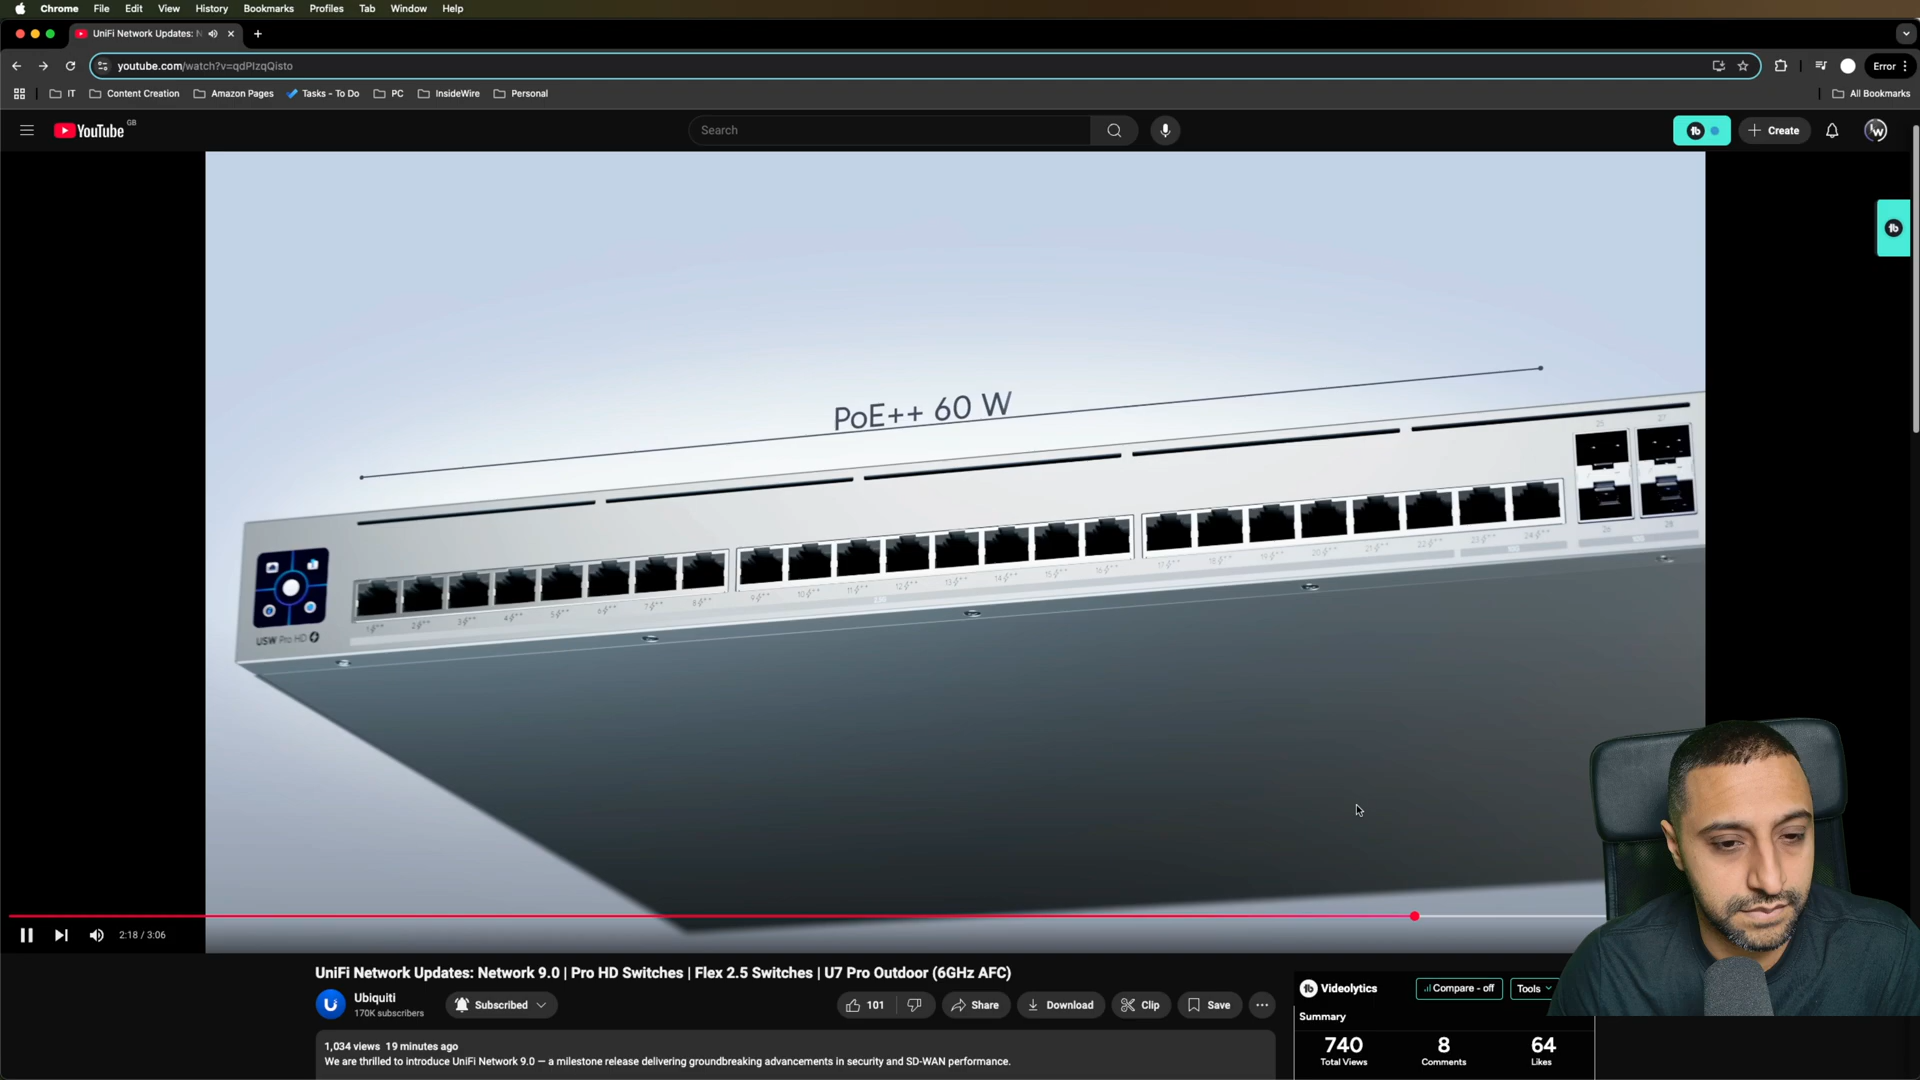 Chrome File Edit View History Bookmarks Profiles Tab Window Help
UniFi Network Updates: N
youtube.com/watch?v=qdPIzqQisto
Error
IT Content Creation Amazon Pages Tasks - To Do PC InsideWire Personal
All Bookmarks
YouTube GB
Search
Create
PoE++ 60 W
25 27
26 28
USW Pro HD
2:18 / 3:06
UniFi Network Updates: Network 9.0 | Pro HD Switches | Flex 2.5 Switches | U7 Pro Outdoor (6GHz AFC)
Ubiquiti
170K subscribers
Subscribed
101
Share
Download
Clip
Save
1,034 views 19 minutes ago
We are thrilled to introduce UniFi Network 9.0 — a milestone release delivering groundbreaking advancements in security and SD-WAN performance.
Videolytics
Compare - off
Tools
Summary
740 8 64
Total Views Comments Likes